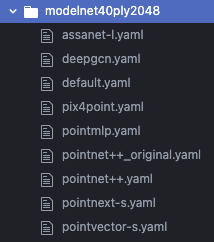 modelnet40ply2048
assanet-l.yaml
deepgcn.yaml
default.yaml
pix4point.yaml
pointmlp.yaml
pointnet++_original.yaml
pointnet++.yaml
pointnext-s.yaml
pointvector-s.yaml